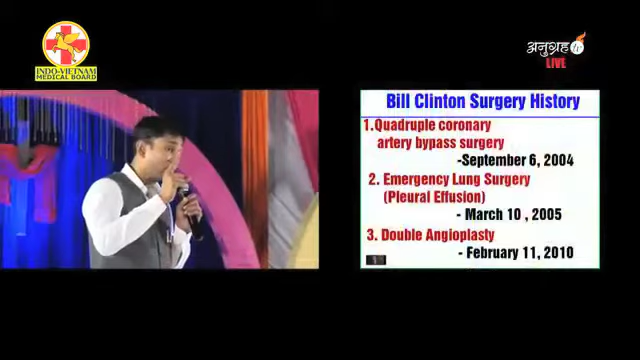 INDO-VIETNAM
MEDICAL BOARD
अनुग्रह tv
LIVE
Bill Clinton Surgery History
1.Quadruple coronary
artery bypass surgery
-September 6, 2004
2. Emergency Lung Surgery
(Pleural Effusion)
- March 10 , 2005
3. Double Angioplasty
- February 11, 2010